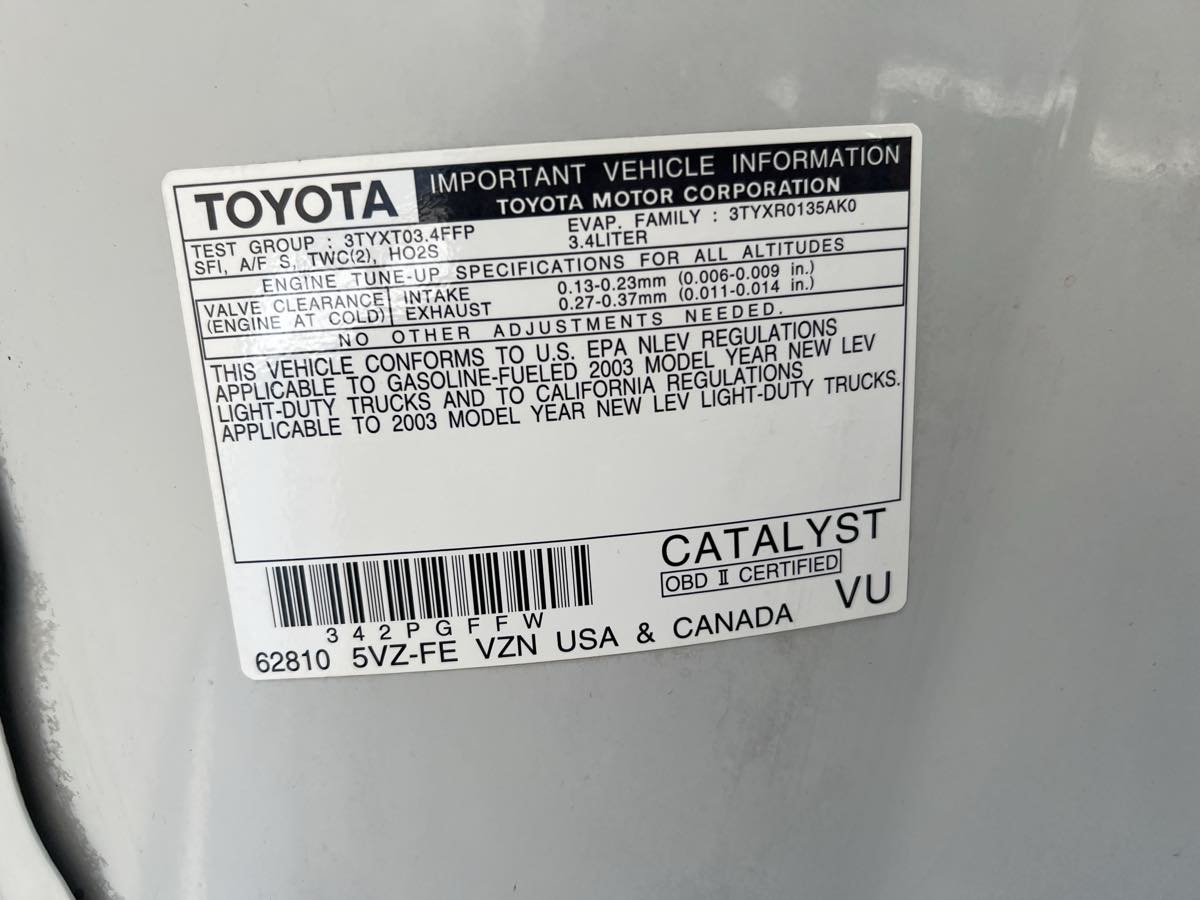 TOYOTA IMPORTANT VEHICLE INFORMATION
TOYOTA MOTOR CORPORATION
TEST GROUP : 3TYXT03.4FFP EVAP. FAMILY : 3TYXR0135AK0
SFI, A/F S, TWC(2), HO2S 3.4LITER
ENGINE TUNE-UP SPECIFICATIONS FOR ALL ALTITUDES
VALVE CLEARANCE INTAKE 0.13-0.23mm (0.006-0.009 in.)
(ENGINE AT COLD) EXHAUST 0.27-0.37mm (0.011-0.014 in.)
NO OTHER ADJUSTMENTS NEEDED.
THIS VEHICLE CONFORMS TO U.S. EPA NLEV REGULATIONS
APPLICABLE TO GASOLINE-FUELED 2003 MODEL YEAR NEW LEV
LIGHT-DUTY TRUCKS AND TO CALIFORNIA REGULATIONS
APPLICABLE TO 2003 MODEL YEAR NEW LEV LIGHT-DUTY TRUCKS.
CATALYST
OBD II CERTIFIED
342PGFFW
62810 5VZ-FE VZN USA & CANADA VU